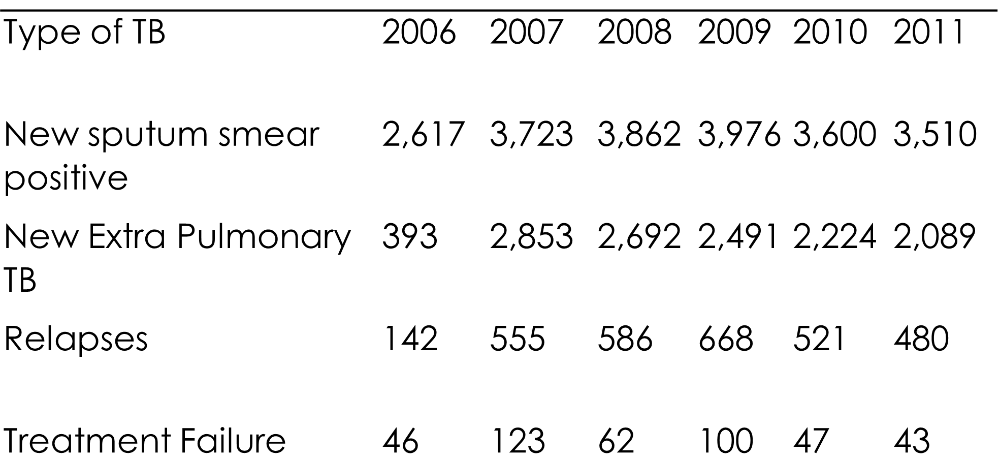 Type of TB 2006 2007 2008 2009 2010 2011
New sputum smear 2,617 3,723 3,862 3,976 3,600 3,510
positive
New Extra Pulmonary 393 2,853 2,692 2,491 2,224 2,089
TB
Relapses 142 555 586 668 521 480
Treatment Failure 46 123 62 100 47 43